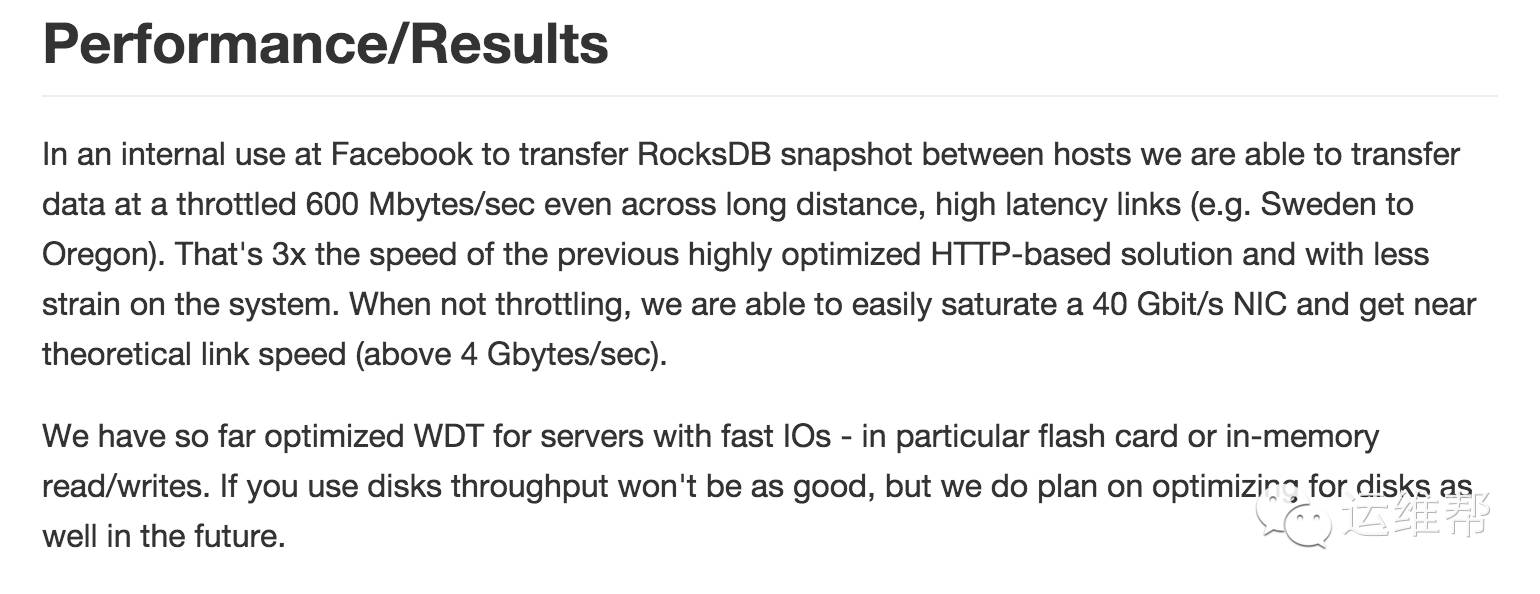 Performance/Results
In an internal use at Facebook to transfer RocksDB snapshot between hosts we are able to transfer
data at a throttled 600 Mbytes/sec even across long distance, high latency links (e.g. Sweden to
Oregon). That's 3x the speed of the previous highly optimized HTTP-based solution and with less
strain on the system. When not throttling, we are able to easily saturate a 40 Gbit/s NIC and get near
theoretical link speed (above 4 Gbytes/sec).
We have so far optimized WDT for servers with fast IOs - in particular flash card or in-memory
read/writes. If you use disks throughput won't be as good, but we do plan on optimizing for disks as
well in the future.
运维帮